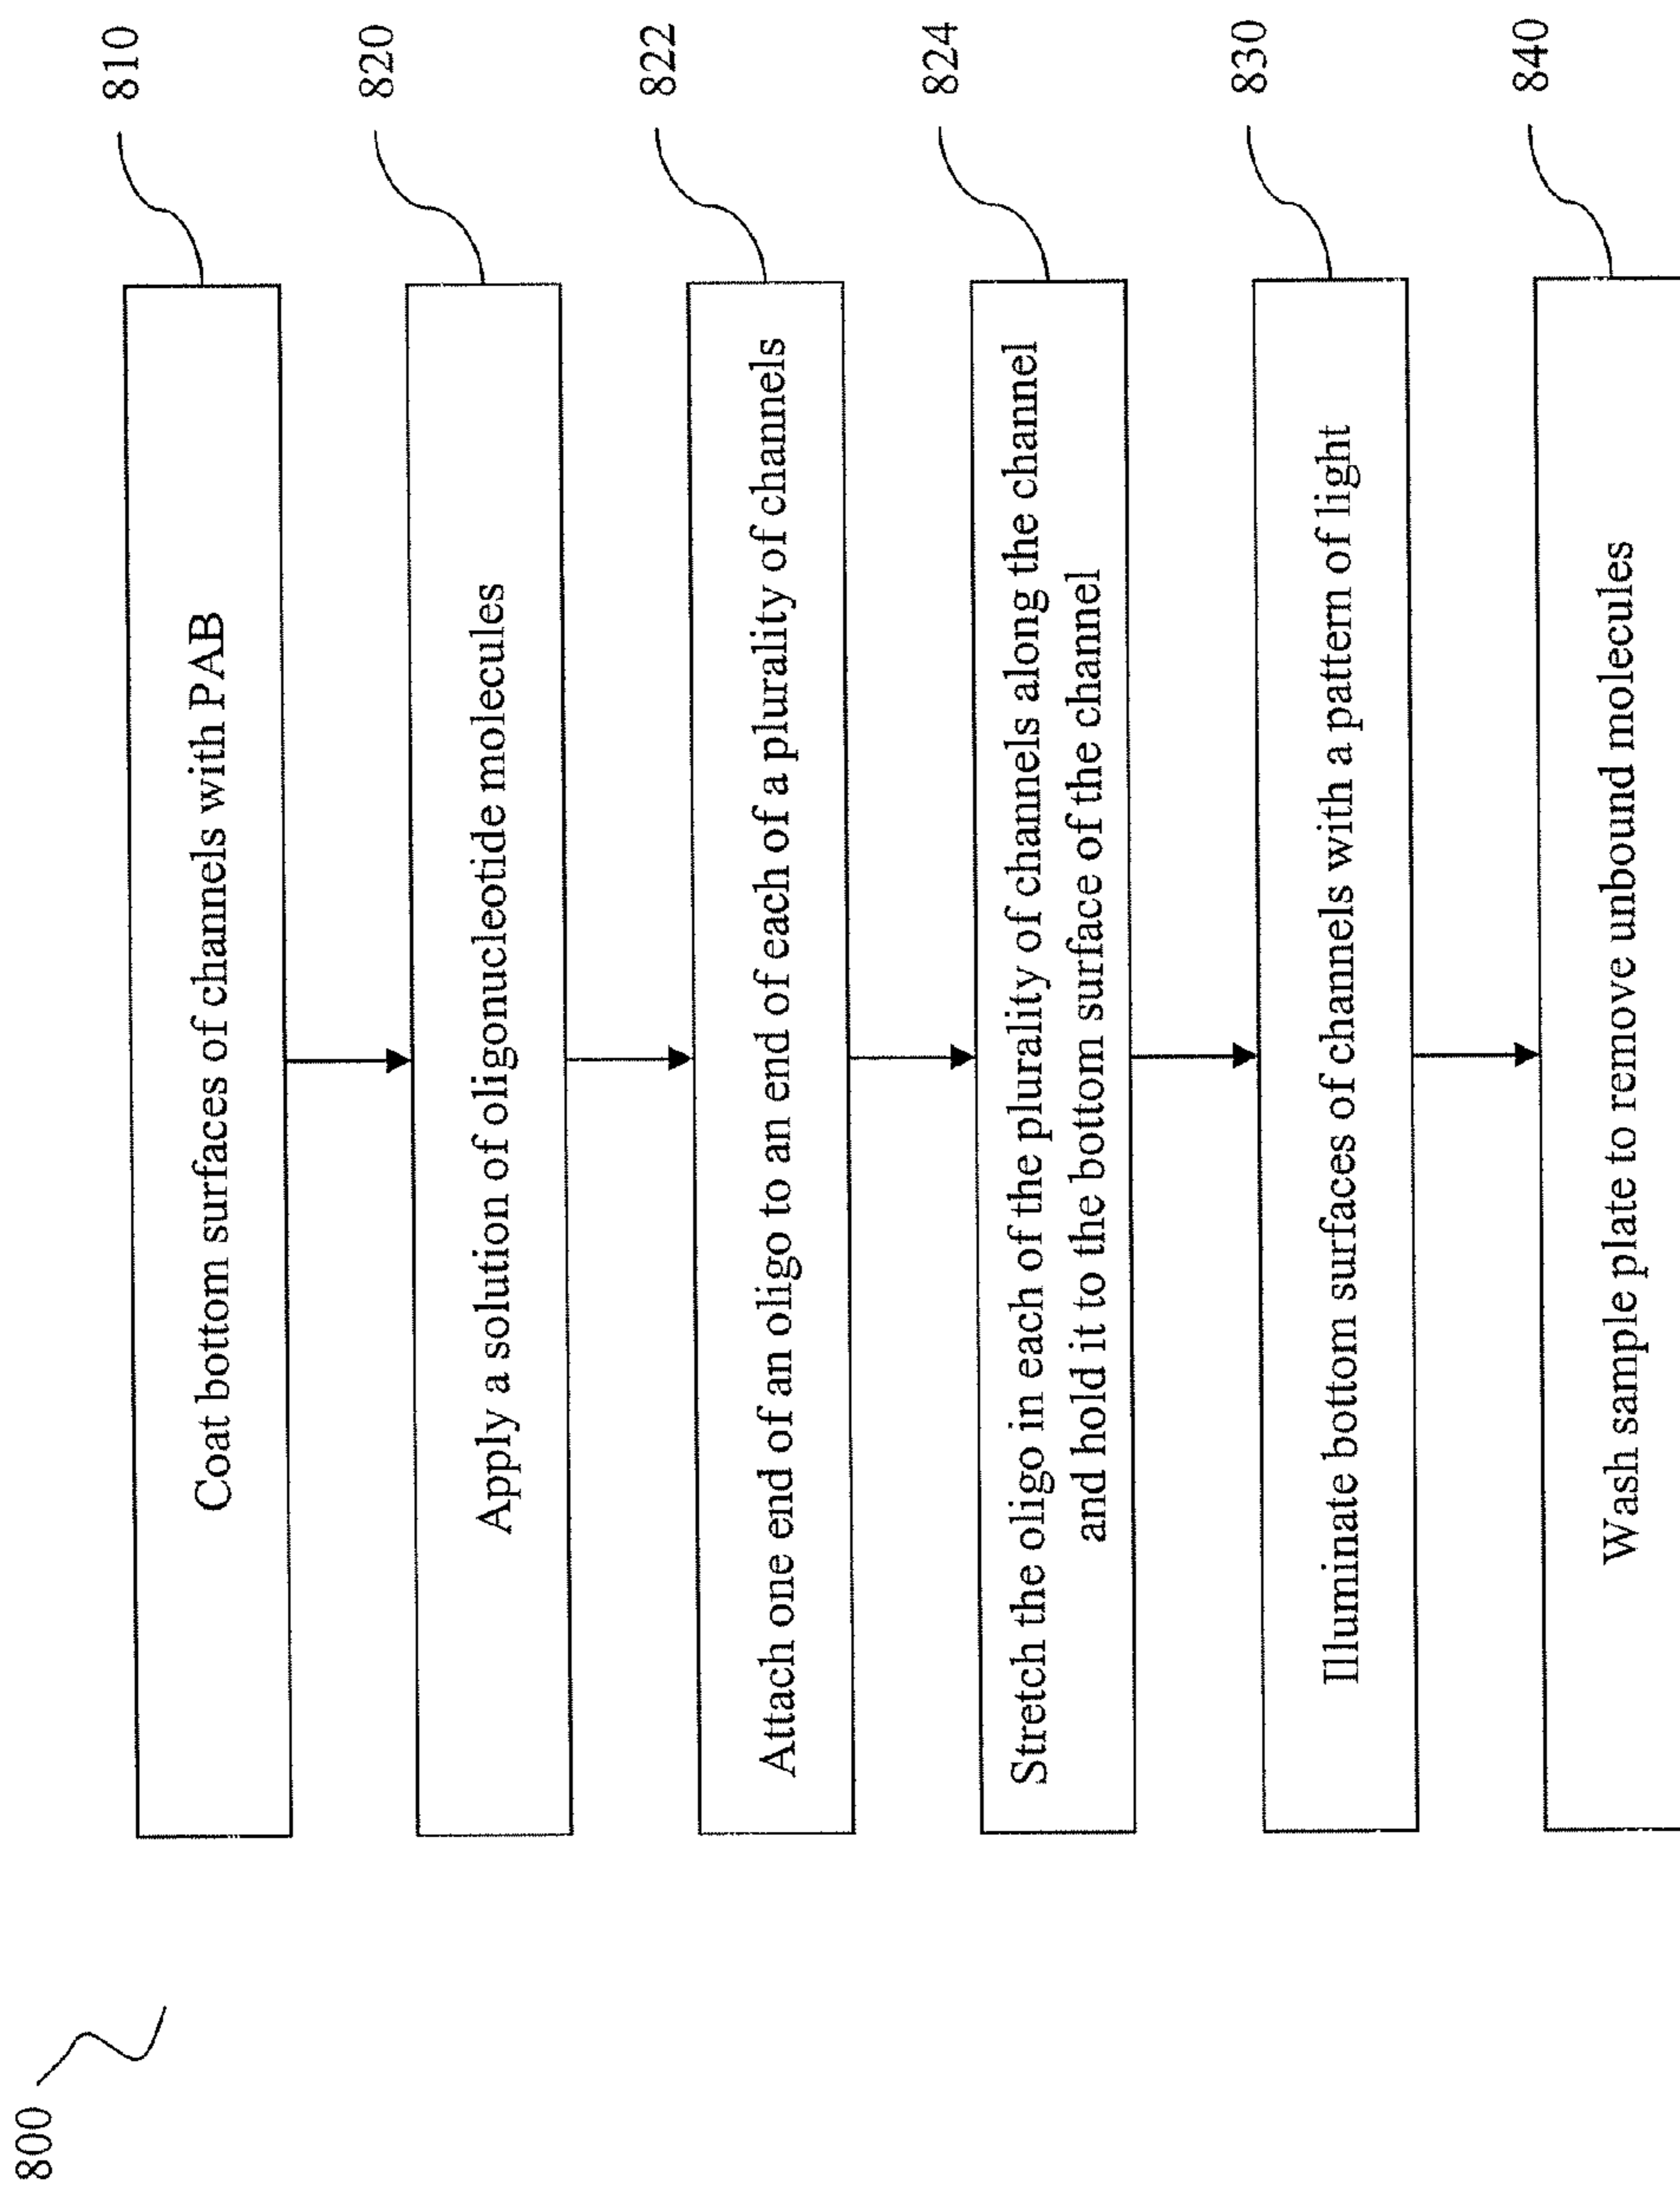 800
Coat bottom surfaces of channels with PAB
810
Apply a solution of oligonucleotide molecules
820
Attach one end of an oligo to an end of each of a plurality of channels
822
Stretch the oligo in each of the plurality of channels along the channel
and hold it to the bottom surface of the channel
824
Illuminate bottom surfaces of channels with a pattern of light
830
Wash sample plate to remove unbound molecules
840